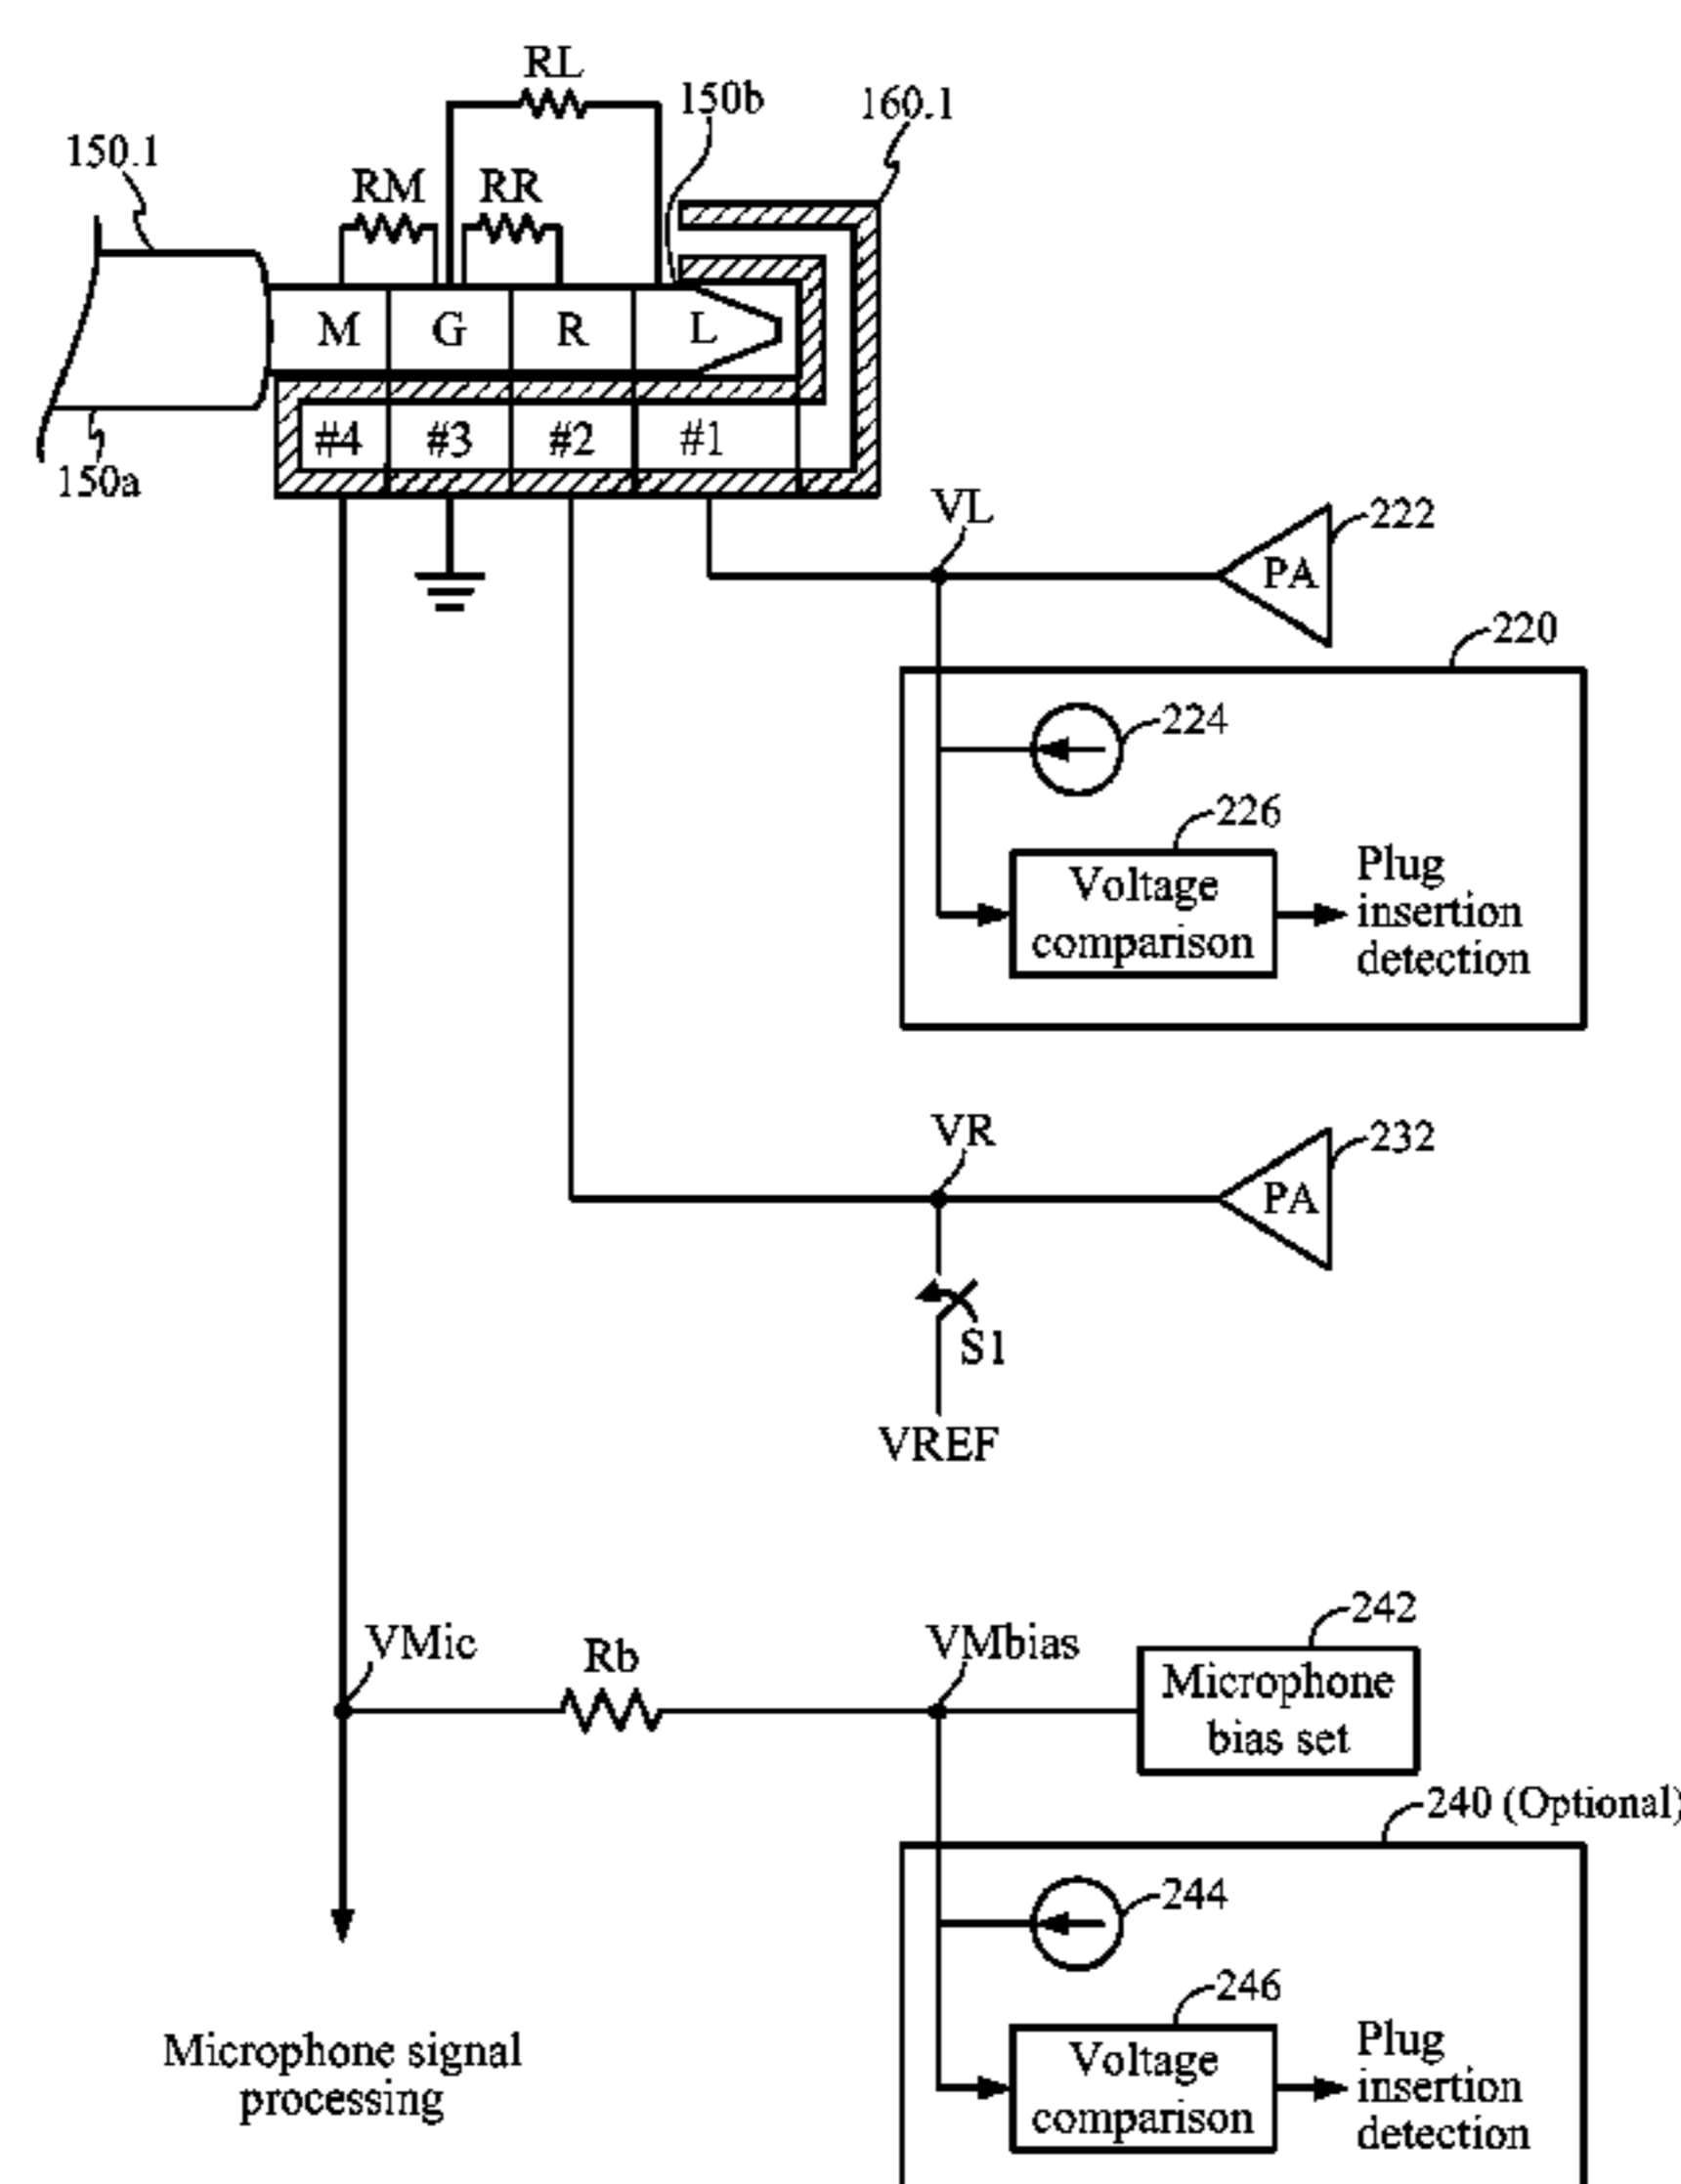 RL
150b
160.1
150.1
RM
RR
M
G
R
L
#4
#3
#2
#1
150a
VL
222
PA
220
224
226
Voltage
comparison
Plug
insertion
detection
VR
232
PA
S1
VREF
242
VMic
Rb
VMbias
Microphone
bias set
240 (Optional)
244
246
Voltage
comparison
Plug
insertion
detection
Microphone signal
processing